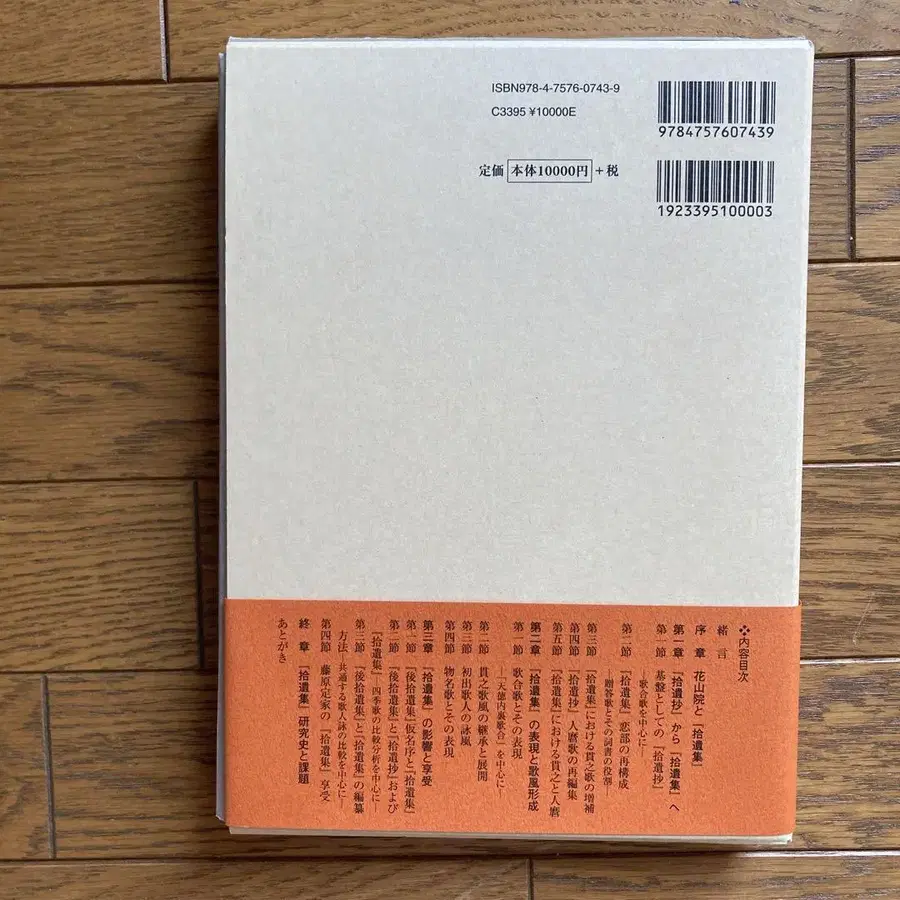 ISBN978-4-7576-0743-9
C3395 ¥10000E
9784757607439
定価 本体10000円 +税
1923395100003
❖内容目次
緒言
序章 花山院と『拾遺集』
第一章 『拾遺抄』から『拾遺集』へ
第一節 基盤としての『拾遺抄』
―歌合歌を中心に―
第二節 『拾遺集』恋部の再構成
―贈答歌とその詞書の役割―
第三節 『拾遺集』における貫之歌の増補
第四節 『拾遺抄』人麿歌の再編集
第五節 『拾遺集』における貫之と人麿
第二章 『拾遺集』の表現と歌風形成
第一節 歌合歌とその表現
―「天徳内裏歌合」を中心に―
第二節 貫之歌風の継承と展開
第三節 初出歌人の詠風
第四節 物名歌とその表現
第三章 『拾遺集』の影響と享受
第一節 『後拾遺集』仮名序と『拾遺集』
第二節 『後拾遺集』と『拾遺抄』および
『拾遺集』―四季歌の比較分析を中心に―
第三節 『後拾遺集』と『拾遺集』の編纂
方法―共通する歌人詠の比較を中心に―
第四節 藤原定家の『拾遺集』享受
終章 『拾遺集』研究史と課題
あとがき